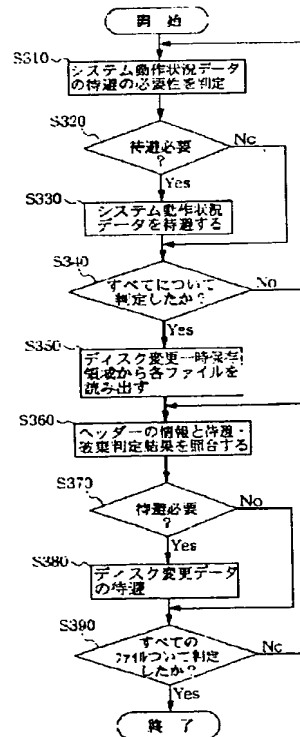 開始
S310
システム動作状況データ
の待避の必要性を判定
S320
待避必要
?
No
Yes
S330
システム動作状況
データを待避する
S340
すべてについて
判定したか?
No
Yes
S350
ディスク変更一時保存
領域から各ファイルを
読み出す
S360
ヘッダーの情報と待避・
破棄判定結果を照合する
S370
待避必要
?
No
Yes
S380
ディスク変更データ
の待避
S390
すべての
ファイルついて判定
したか?
No
Yes
終了